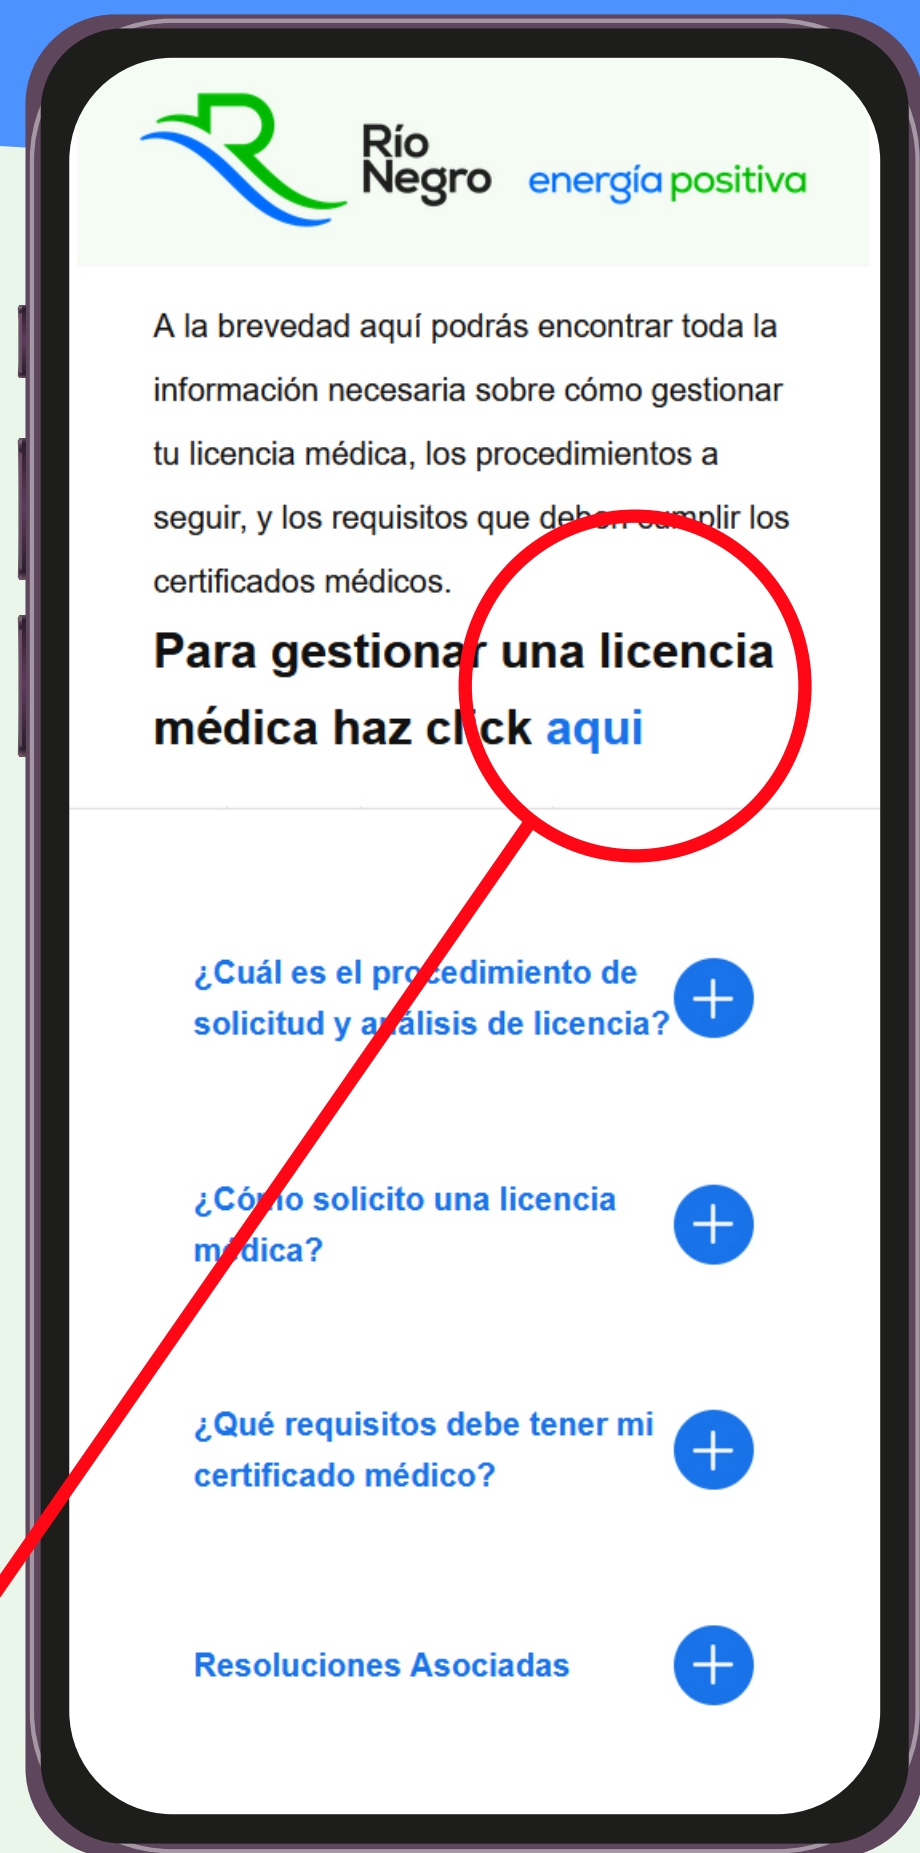 Río
Negro energía positiva
A la brevedad aquí podrás encontrar toda la
información necesaria sobre cómo gestionar
tu licencia médica, los procedimientos a
seguir, y los requisitos que deben cumplir los
certificados médicos.
Para gestionar una licencia
médica haz click aqui
¿Cuál es el procedimiento de
solicitud y análisis de licencia?
¿Cómo solicito una licencia
médica?
¿Qué requisitos debe tener mi
certificado médico?
Resoluciones Asociadas